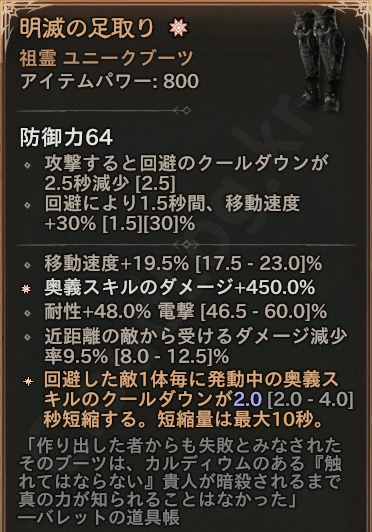 明滅の足取り
祖霊 ユニークブーツ
アイテムパワー: 800
防御力64
攻撃すると回避のクールダウンが
2.5秒減少 [2.5]
回避により1.5秒間、移動速度
+30% [1.5][30]%
移動速度+19.5% [17.5 - 23.0]%
奥義スキルのダメージ+450.0%
耐性+48.0% 電撃 [46.5 - 60.0]%
近距離の敵から受けるダメージ減少
率9.5% [8.0 - 12.5]%
回避した敵1体毎に発動中の奥義ス
キルのクールダウンが2.0 [2.0 - 4.0]
秒短縮する。短縮量は最大10秒。
「作り出した者からも失敗とみなされた
そのブーツは、カルディウムのある『触
れてはならない』貴人が暗殺されるまで
真の力が知られることはなかった」
—バレットの道具帳